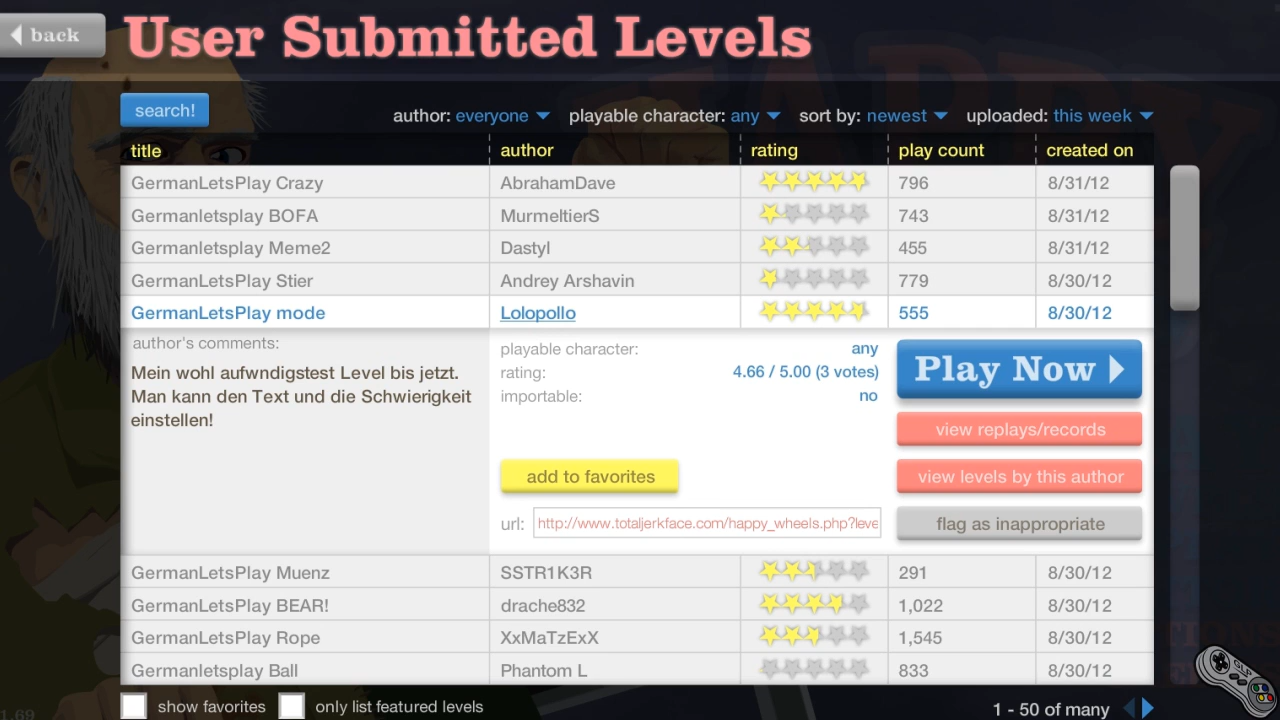 back
User Submitted Levels
search!
author: everyone playable character: any sort by: newest uploaded: this week
title author rating play count created on
GermanLetsPlay Crazy AbrahamDave 796 8/31/12
Germanletsplay BOFA MurmeltierS 743 8/31/12
Germanletsplay Meme2 Dastyl 455 8/31/12
GermanLetsPlay Stier Andrey Arshavin 779 8/30/12
GermanLetsPlay mode Lolopollo 555 8/30/12
author's comments:
Mein wohl aufwndigstest Level bis jetzt.
Man kann den Text und die Schwierigkeit
einstellen!
playable character: any
rating: 4.66 / 5.00 (3 votes)
importable: no
add to favorites
url: http://www.totaljerkface.com/happy_wheels.php?leve
Play Now
view replays/records
view levels by this author
flag as inappropriate
GermanLetsPlay Muenz SSTR1K3R 291 8/30/12
GermanLetsPlay BEAR! drache832 1,022 8/30/12
GermanLetsPlay Rope XxMaTzExX 1,545 8/30/12
Germanletsplay Ball Phantom L 833 8/30/12
show favorites only list featured levels 1 - 50 of many
1.69
GLP